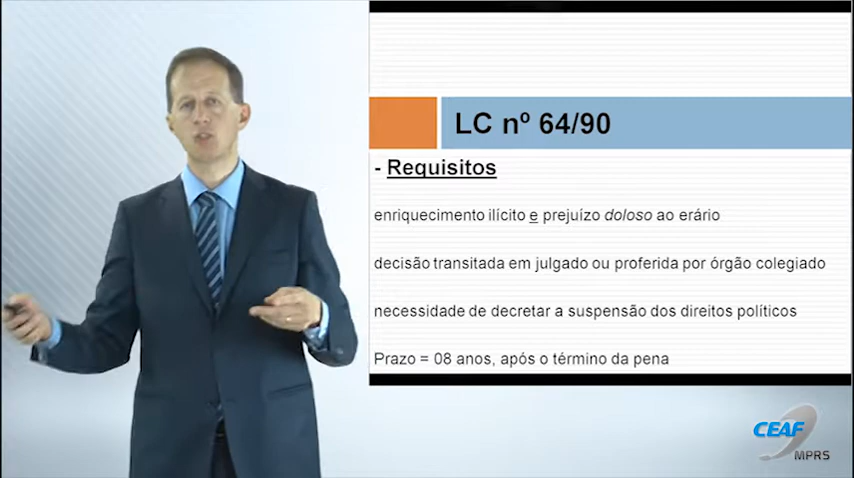 LC nº 64/90
- Requisitos
enriquecimento ilícito e prejuízo doloso ao erário
decisão transitada em julgado ou proferida por órgão colegiado
necessidade de decretar a suspensão dos direitos políticos
Prazo = 08 anos, após o término da pena
CEAF
MPRS